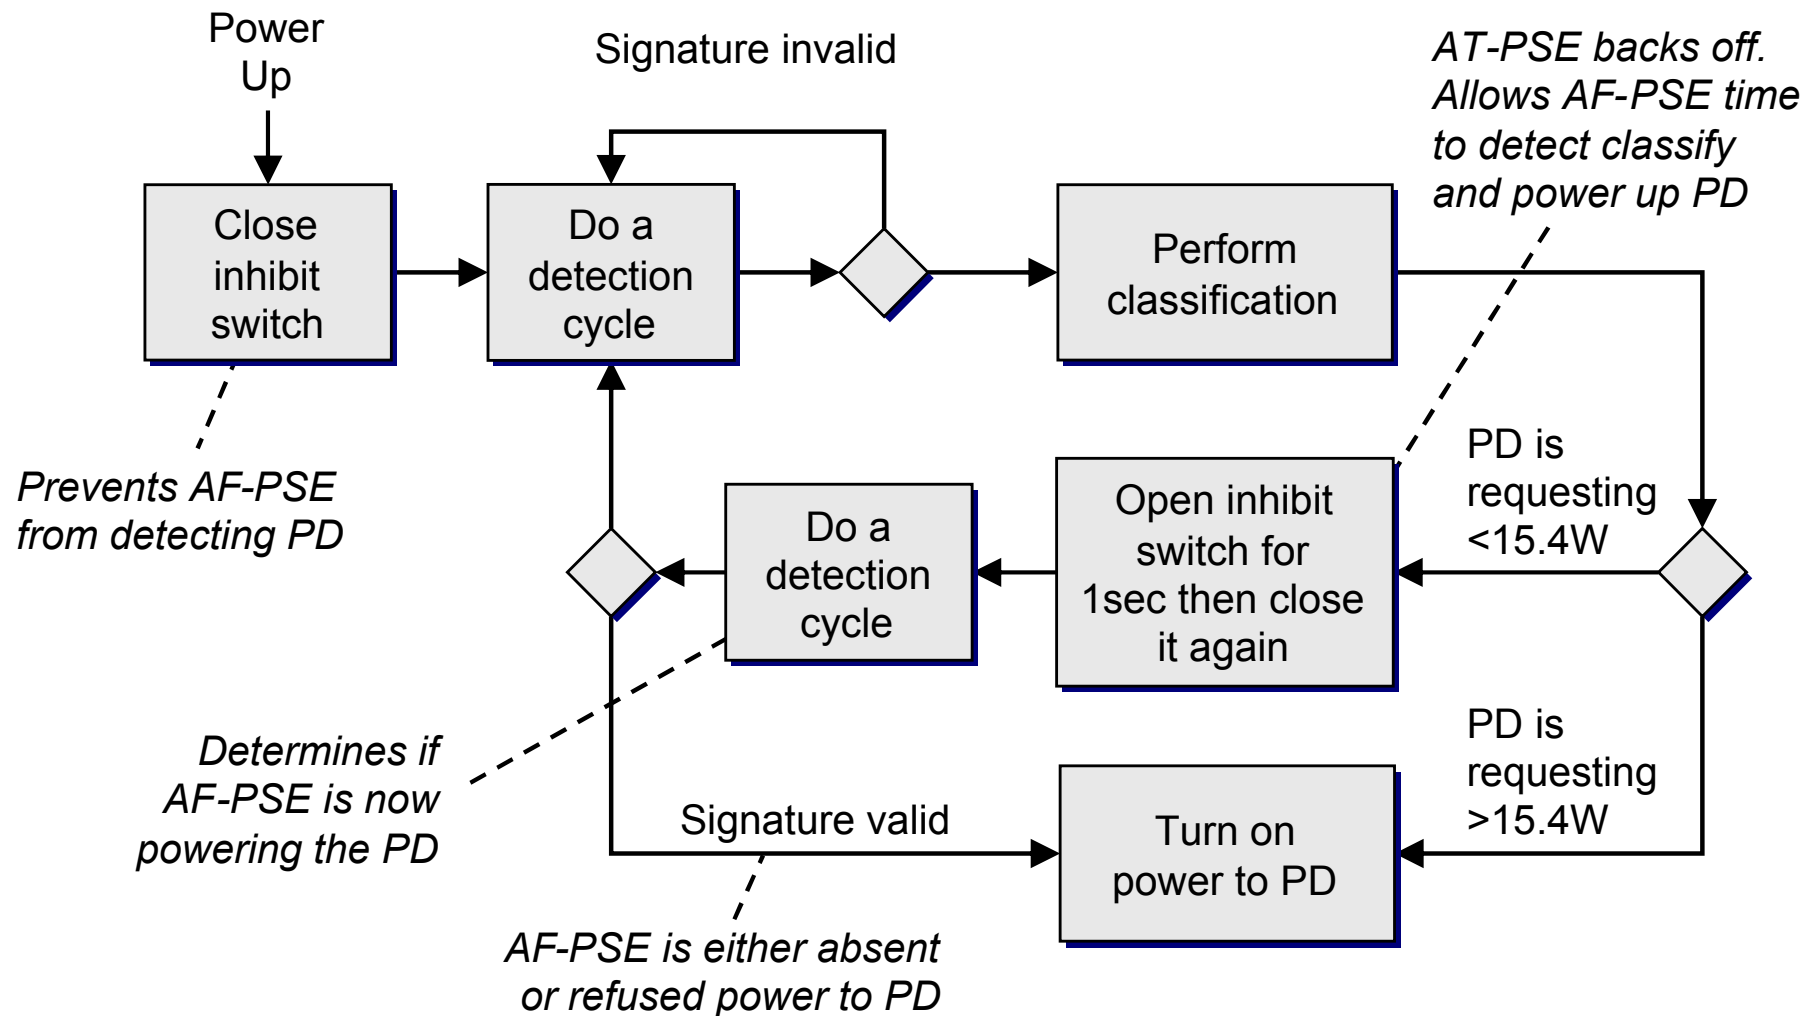 Power
Up
Signature invalid
AT-PSE backs off.
Allows AF-PSE time
to detect classify
and power up PD
Close
inhibit
switch
Do a
detection
cycle
Perform
classification
Prevents AF-PSE
from detecting PD
Do a
detection
cycle
Open inhibit
switch for
1sec then close
it again
PD is
requesting
<15.4W
Determines if
AF-PSE is now
powering the PD
Signature valid
Turn on
power to PD
PD is
requesting
>15.4W
AF-PSE is either absent
or refused power to PD